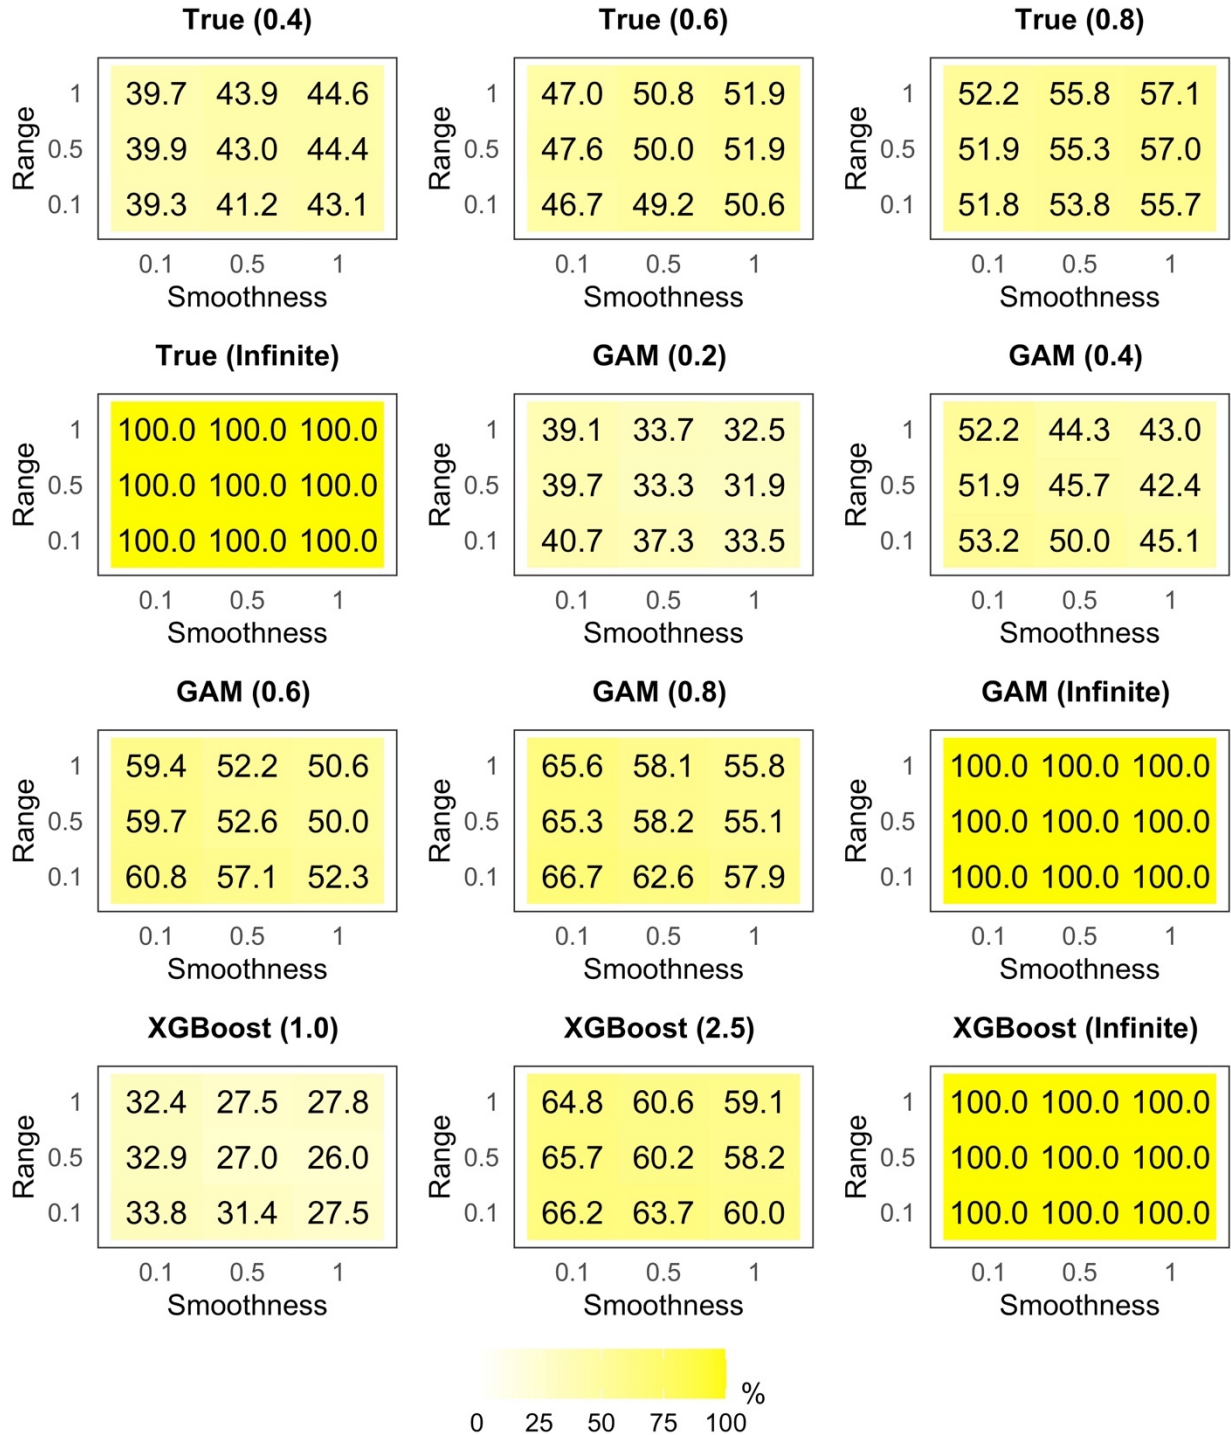 True (0.4) True (0.6) True (0.8)
1 39.7 43.9 44.6 1 47.0 50.8 51.9 1 52.2 55.8 57.1
Range 0.5 39.9 43.0 44.4 Range 0.5 47.6 50.0 51.9 Range 0.5 51.9 55.3 57.0
0.1 39.3 41.2 43.1 0.1 46.7 49.2 50.6 0.1 51.8 53.8 55.7
0.1 0.5 1 0.1 0.5 1 0.1 0.5 1
Smoothness Smoothness Smoothness
True (Infinite) GAM (0.2) GAM (0.4)
1 100.0 100.0 100.0 1 39.1 33.7 32.5 1 52.2 44.3 43.0
Range 0.5 100.0 100.0 100.0 Range 0.5 39.7 33.3 31.9 Range 0.5 51.9 45.7 42.4
0.1 100.0 100.0 100.0 0.1 40.7 37.3 33.5 0.1 53.2 50.0 45.1
0.1 0.5 1 0.1 0.5 1 0.1 0.5 1
Smoothness Smoothness Smoothness
GAM (0.6) GAM (0.8) GAM (Infinite)
1 59.4 52.2 50.6 1 65.6 58.1 55.8 1 100.0 100.0 100.0
Range 0.5 59.7 52.6 50.0 Range 0.5 65.3 58.2 55.1 Range 0.5 100.0 100.0 100.0
0.1 60.8 57.1 52.3 0.1 66.7 62.6 57.9 0.1 100.0 100.0 100.0
0.1 0.5 1 0.1 0.5 1 0.1 0.5 1
Smoothness Smoothness Smoothness
XGBoost (1.0) XGBoost (2.5) XGBoost (Infinite)
1 32.4 27.5 27.8 1 64.8 60.6 59.1 1 100.0 100.0 100.0
Range 0.5 32.9 27.0 26.0 Range 0.5 65.7 60.2 58.2 Range 0.5 100.0 100.0 100.0
0.1 33.8 31.4 27.5 0.1 66.2 63.7 60.0 0.1 100.0 100.0 100.0
0.1 0.5 1 0.1 0.5 1 0.1 0.5 1
Smoothness Smoothness Smoothness
%
0 25 50 75 100